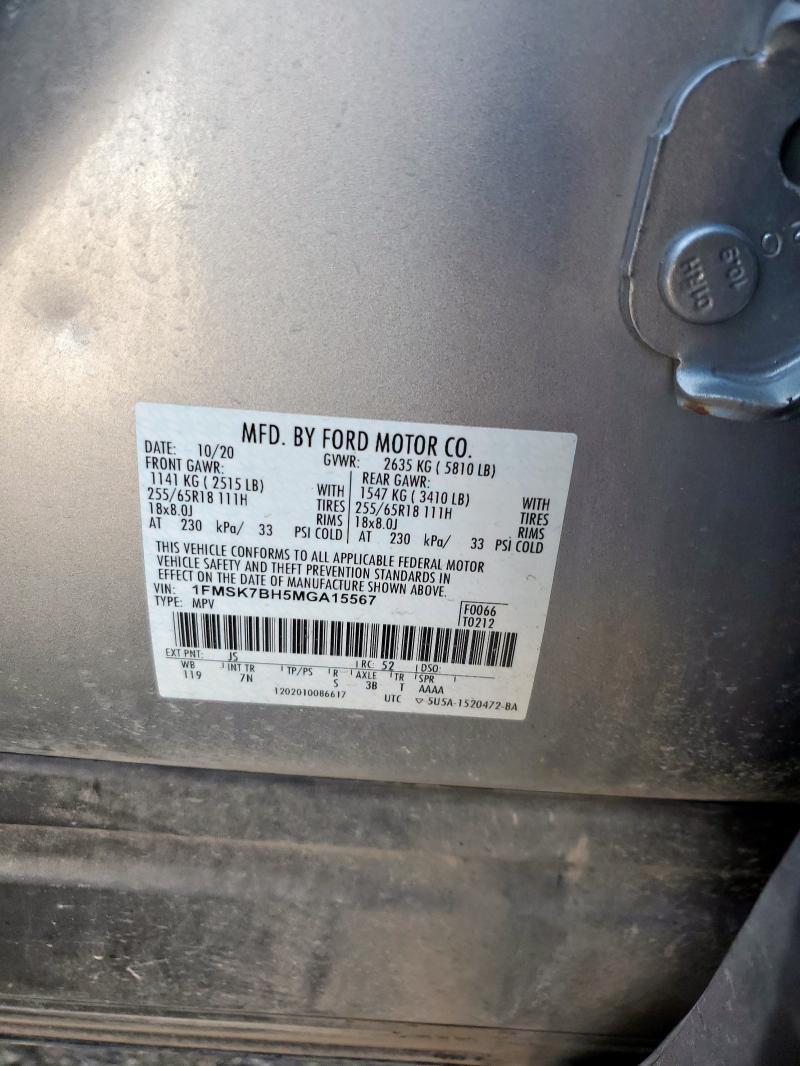 MFD. BY FORD MOTOR CO.
DATE: 10/20 GVWR: 2635 KG ( 5810 LB)
FRONT GAWR: REAR GAWR:
1141 KG ( 2515 LB) WITH 1547 KG ( 3410 LB) WITH
255/65R18 111H TIRES 255/65R18 111H TIRES
18x8.0J RIMS 18x8.0J RIMS
AT 230 kPa/ 33 PSI COLD AT 230 kPa/ 33 PSI COLD
THIS VEHICLE CONFORMS TO ALL APPLICABLE FEDERAL MOTOR
VEHICLE SAFETY AND THEFT PREVENTION STANDARDS IN
EFFECT ON THE DATE OF MANUFACTURE SHOWN ABOVE.
VIN: 1FMSK7BH5MGA15567 F0066
TYPE: MPV T0212
EXT PNT: JS RC: 52 DSO:
WB INT TR TP/PS R AXLE TR SPR
119 7N S 3B T AAAA
1202010086617 UTC ▽ 5U5A-1520472-BA
01RH
10.9